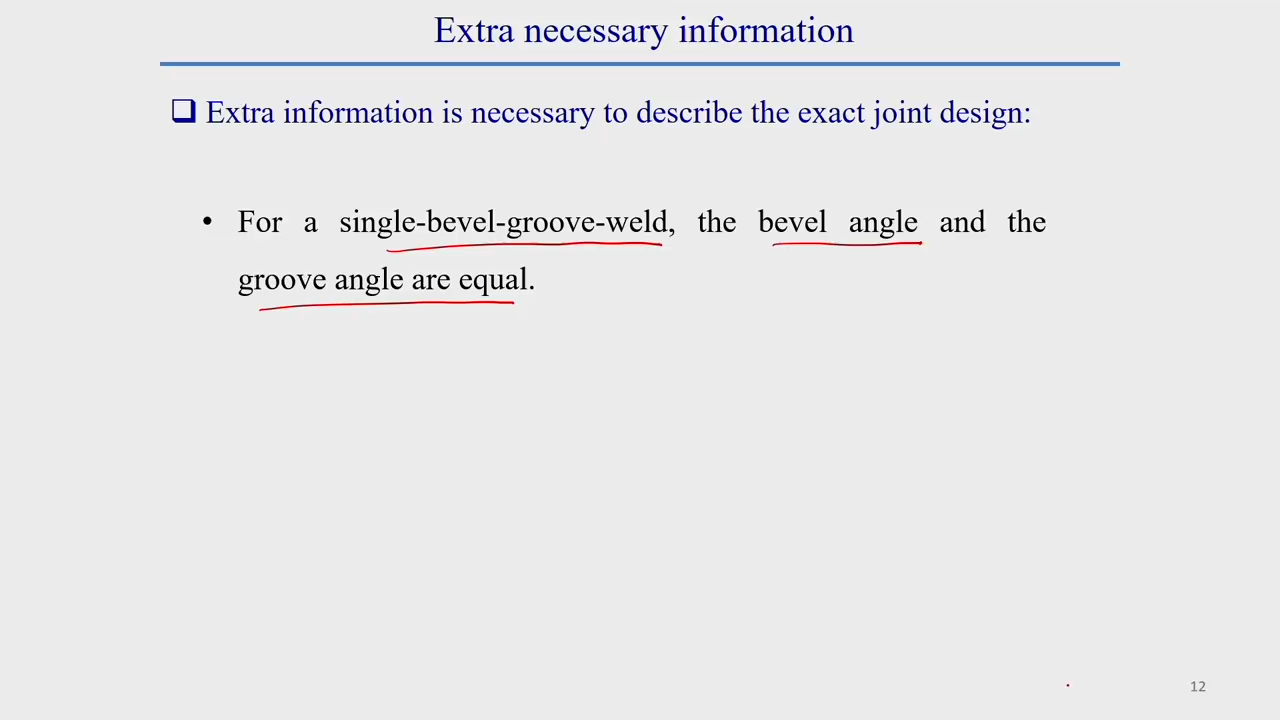 Extra necessary information
❑ Extra information is necessary to describe the exact joint design:
• For a single-bevel-groove-weld, the bevel angle and the
groove angle are equal.
12